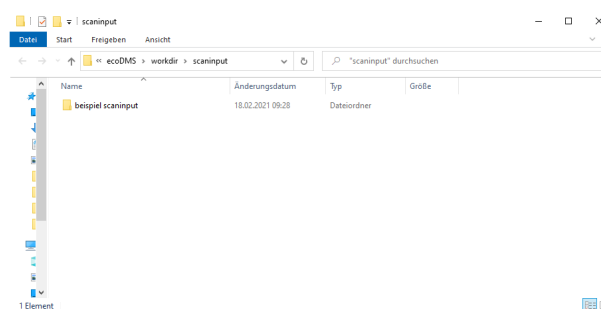 scaninput
Datei Start Freigeben Ansicht
« ecoDMS › workdir › scaninput "scaninput" durchsuchen
Name Änderungsdatum Typ Größe
beispiel scaninput 18.02.2021 09:28 Dateiordner
1 Element